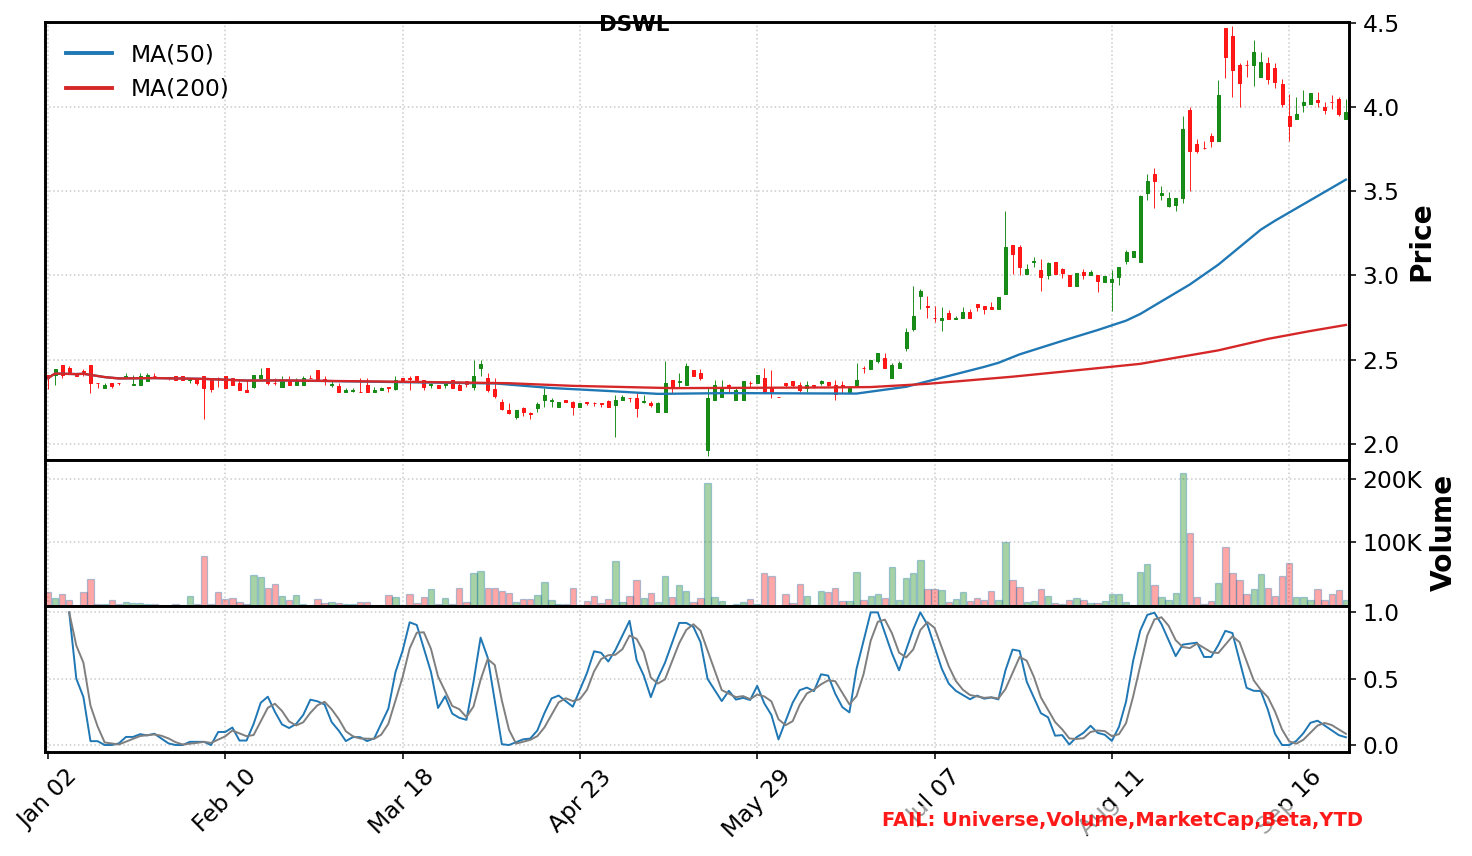 DSWL
MA(50)
MA(200)
4.5
4.0
3.5
3.0
2.5
2.0
Price
200K
100K
Volume
1.0
0.5
0.0
Jan 02
Feb 10
Mar 18
Apr 23
May 29
Jul 07
Aug 11
Sep 16
FAIL: Universe,Volume,MarketCap,Beta,YTD